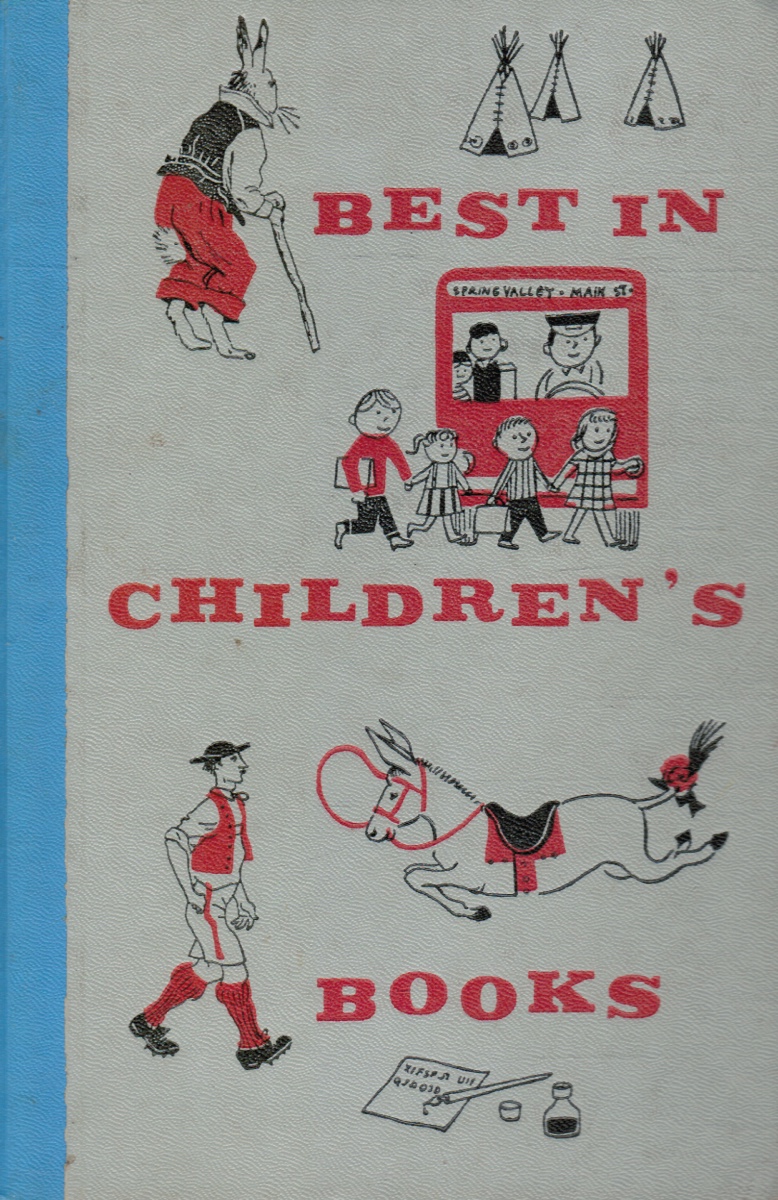 BEST IN
SPRING VALLEY · MAIN ST.
CHILDREN'S
BOOKS